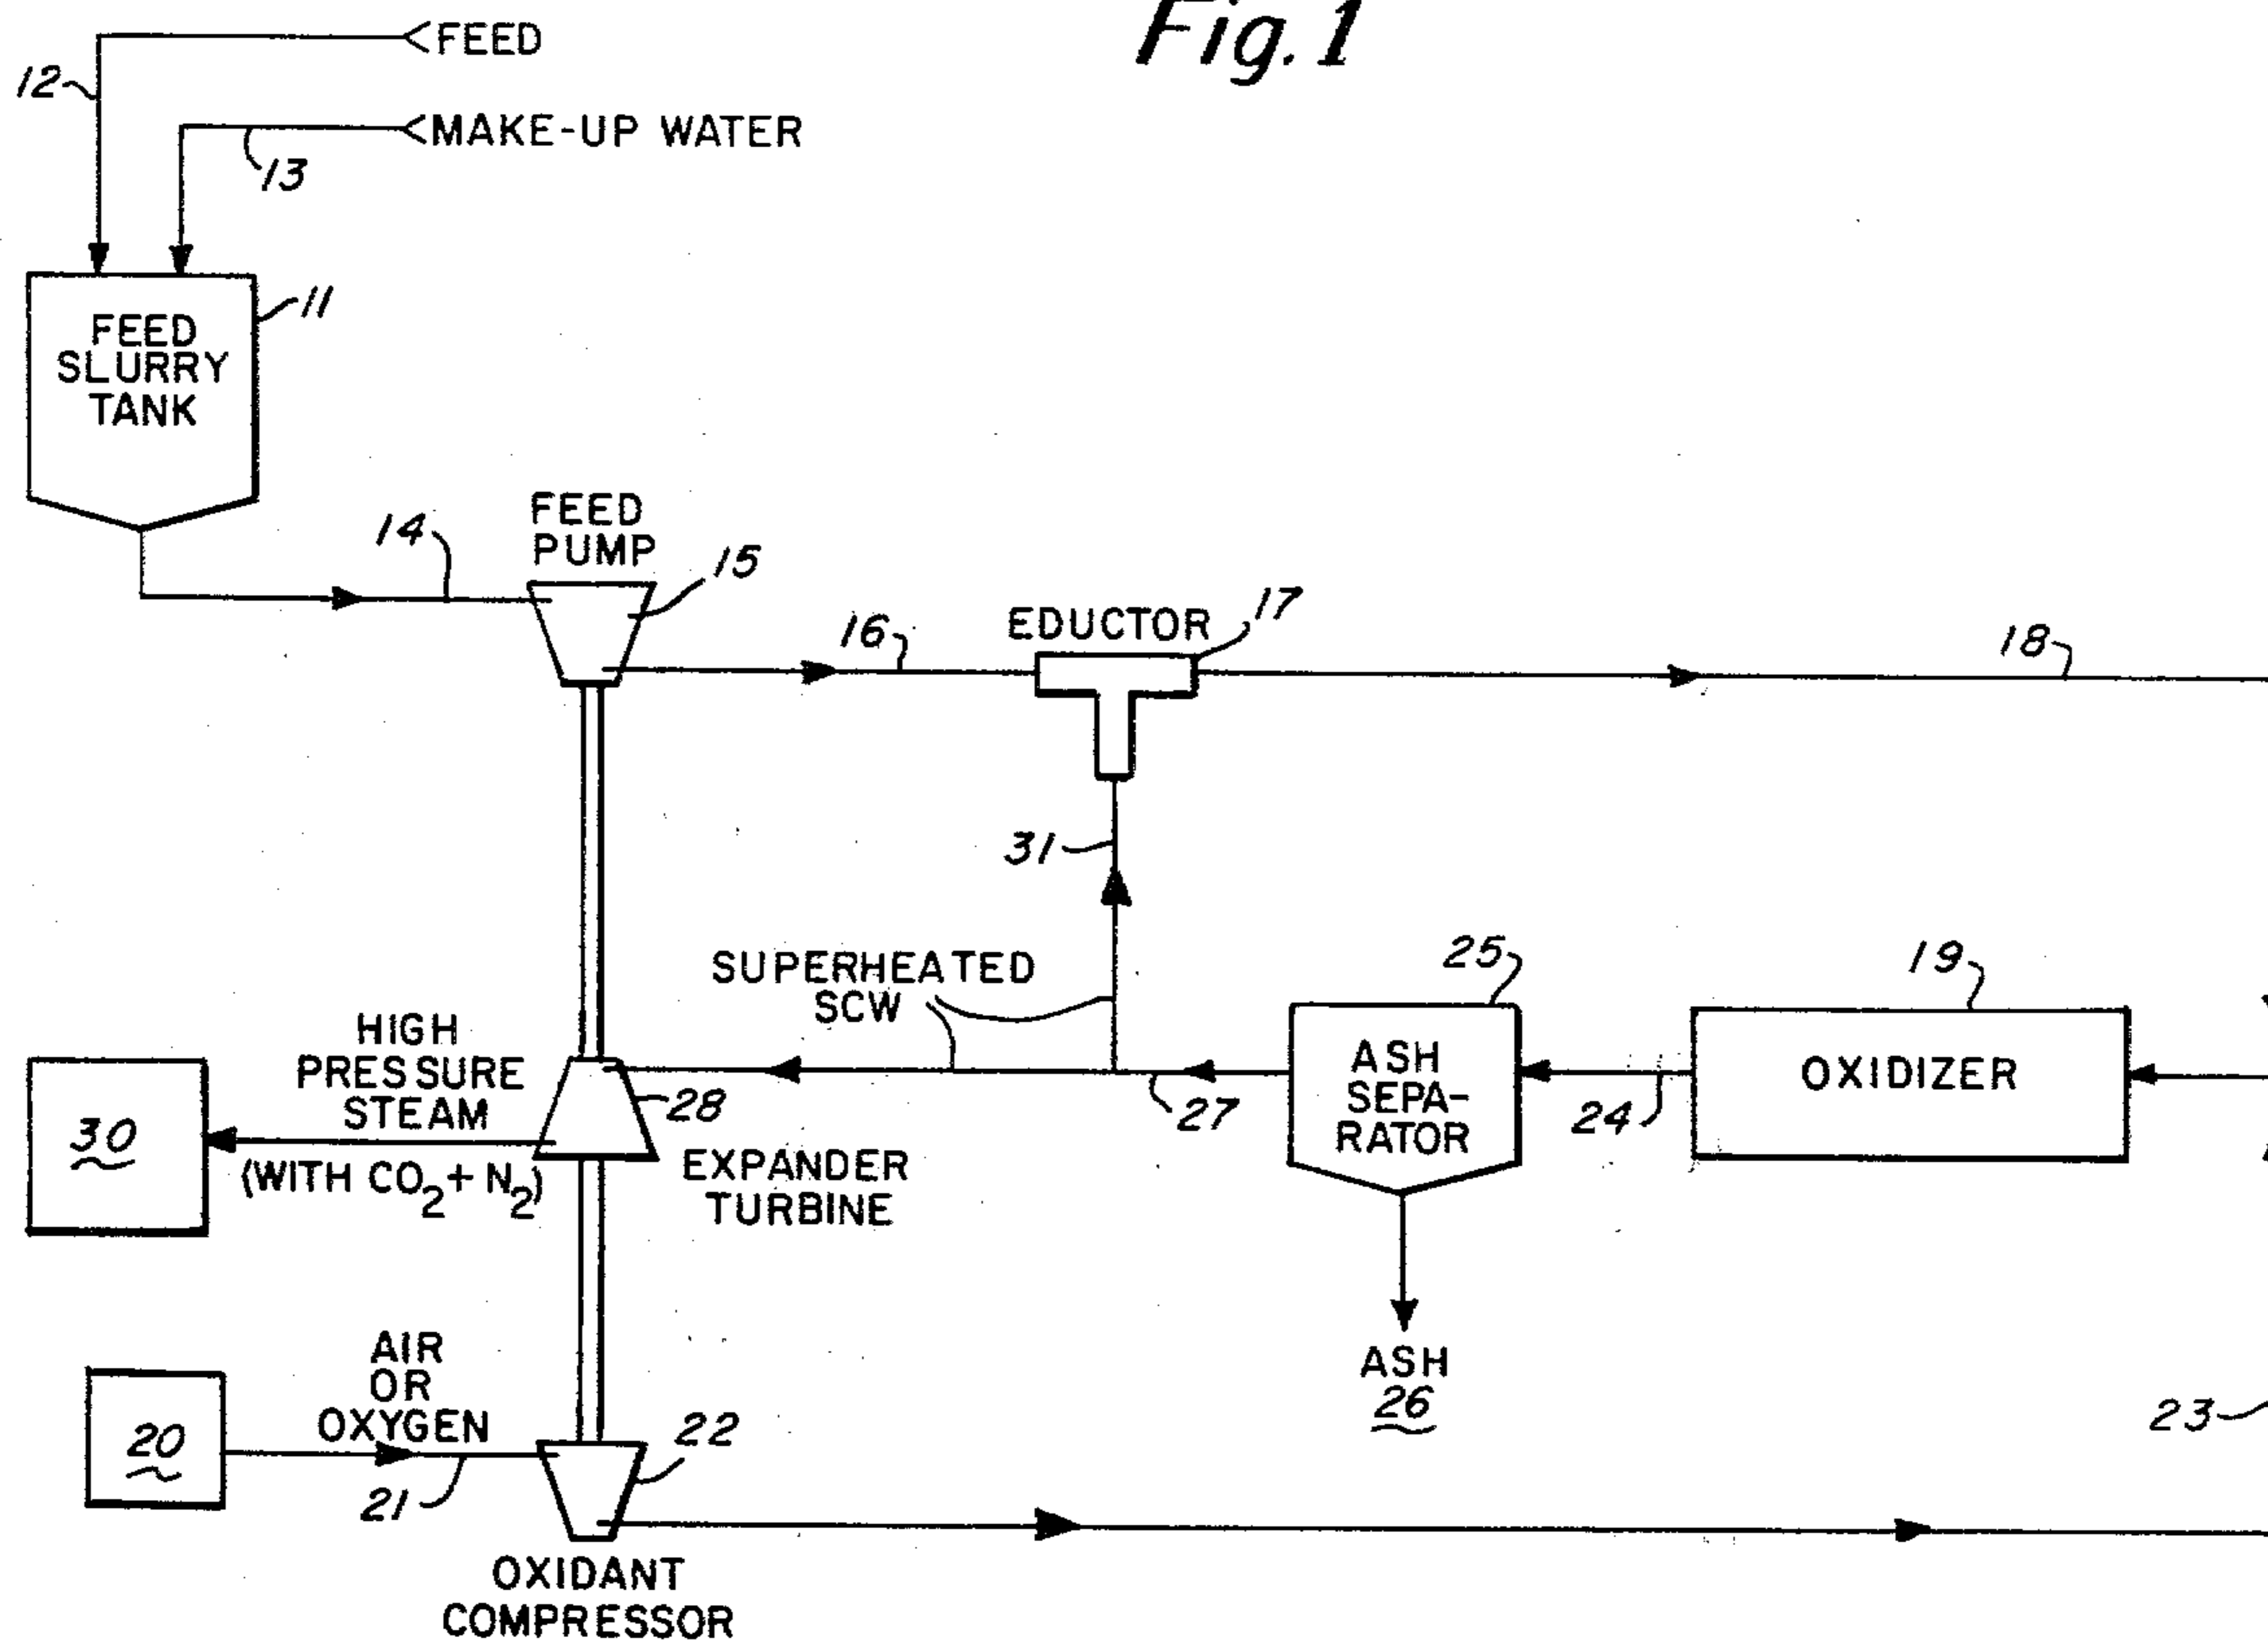 Fig. 1
FEED
12
MAKE-UP WATER
13
11
FEED
SLURRY
TANK
14
FEED
PUMP
15
16
EDUCTOR
17
18
31
SUPERHEATED
SCW
25
19
HIGH
PRESSURE
STEAM
30
(WITH CO2 + N2)
28
EXPANDER
TURBINE
27
ASH
SEPA-
RATOR
24
OXIDIZER
ASH
26
23
AIR
OR
OXYGEN
20
21
22
OXIDANT
COMPRESSOR